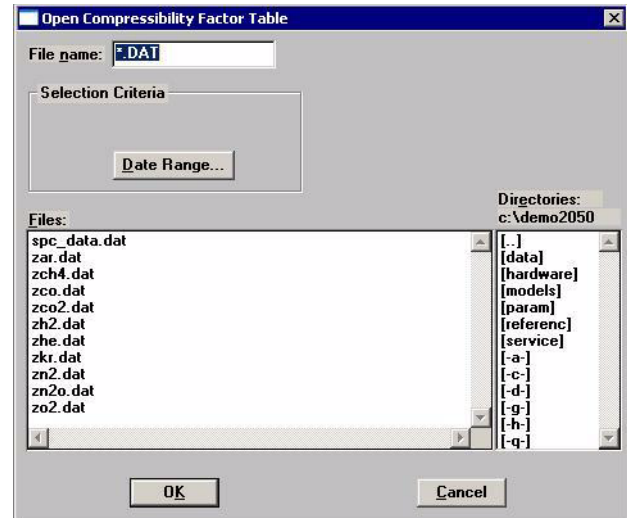 Open Compressibility Factor Table
File name: *.DAT
Selection Criteria
Date Range...
Files:
spc_data.dat
zar.dat
zch4.dat
zco.dat
zco2.dat
zh2.dat
zhe.dat
zkr.dat
zn2.dat
zn2o.dat
zo2.dat
Directories:
c:\demo2050
[..]
[data]
[hardware]
[models]
[param]
[referenc]
[service]
[-a-]
[-c-]
[-d-]
[-g-]
[-h-]
[-q-]
OK
Cancel